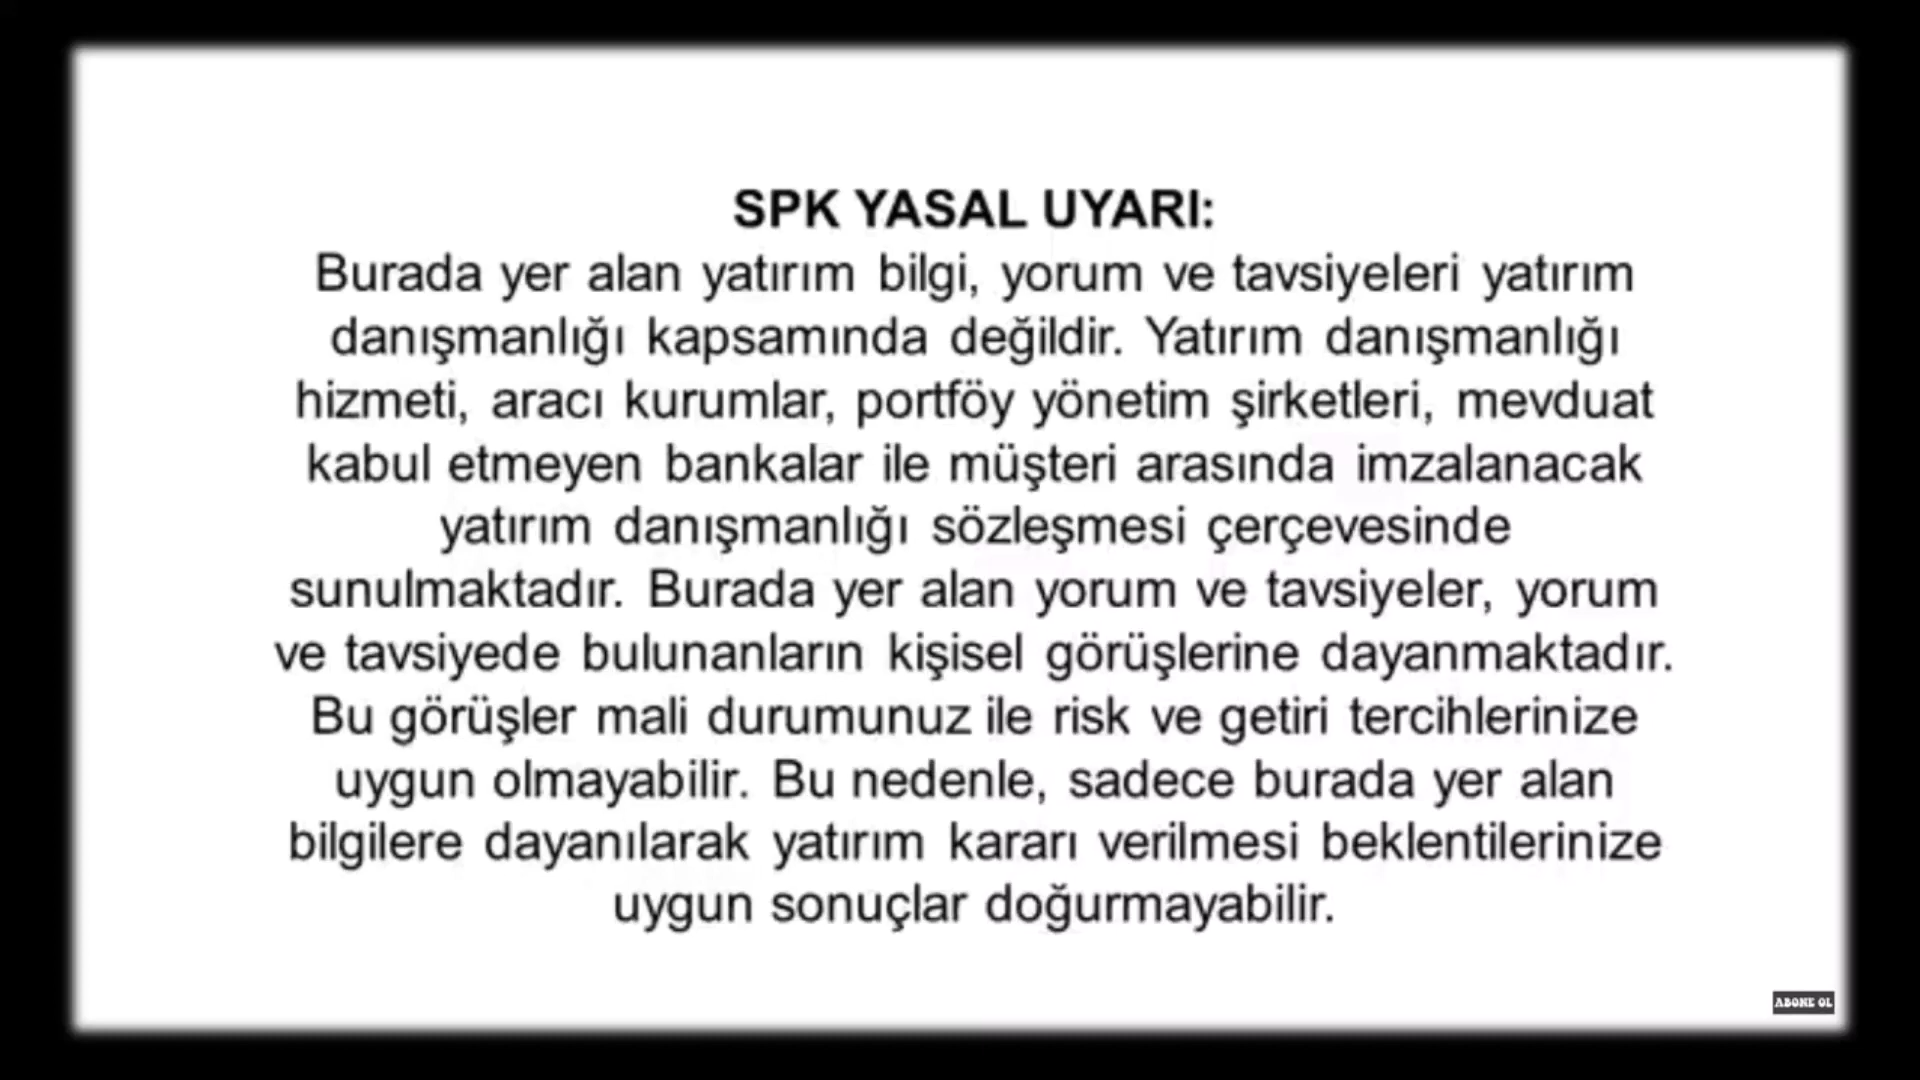 SPK YASAL UYARI:
Burada yer alan yatırım bilgi, yorum ve tavsiyeleri yatırım
danışmanlığı kapsamında değildir. Yatırım danışmanlığı
hizmeti, aracı kurumlar, portföy yönetim şirketleri, mevduat
kabul etmeyen bankalar ile müşteri arasında imzalanacak
yatırım danışmanlığı sözleşmesi çerçevesinde
sunulmaktadır. Burada yer alan yorum ve tavsiyeler, yorum
ve tavsiyede bulunanların kişisel görüşlerine dayanmaktadır.
Bu görüşler mali durumunuz ile risk ve getiri tercihlerinize
uygun olmayabilir. Bu nedenle, sadece burada yer alan
bilgilere dayanılarak yatırım kararı verilmesi beklentilerinize
uygun sonuçlar doğurmayabilir.
ABONE OL